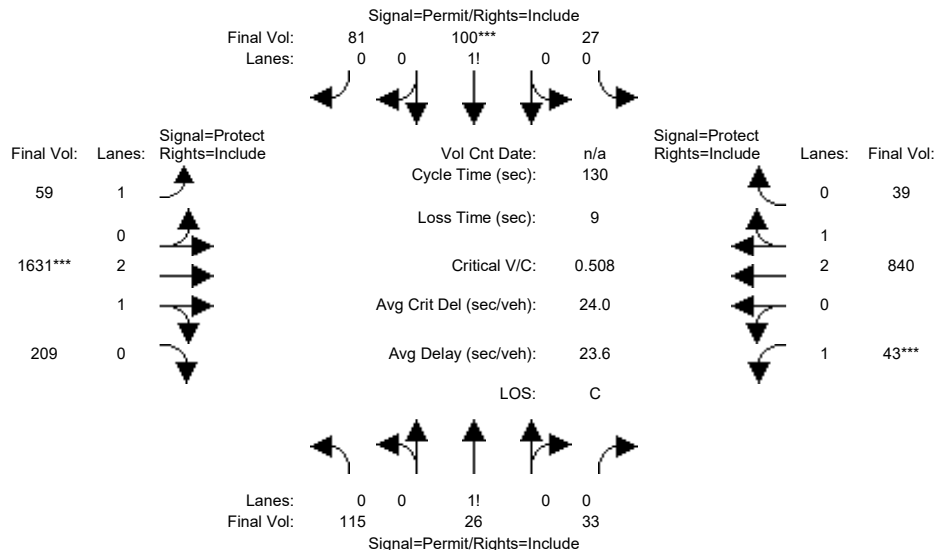 Signal=Permit/Rights=Include
Final Vol: 81 100*** 27
Lanes: 0 0 1! 0 0
Signal=Protect Signal=Protect
Final Vol: Lanes: Rights=Include Vol Cnt Date: n/a Rights=Include Lanes: Final Vol:
Cycle Time (sec): 130
59 1 0 39
Loss Time (sec): 9
0 1
1631*** 2 Critical V/C: 0.508 2 840
1 Avg Crit Del (sec/veh): 24.0 0
209 0 Avg Delay (sec/veh): 23.6 1 43***
LOS: C
Lanes: 0 0 1! 0 0
Final Vol: 115 26 33
Signal=Permit/Rights=Include